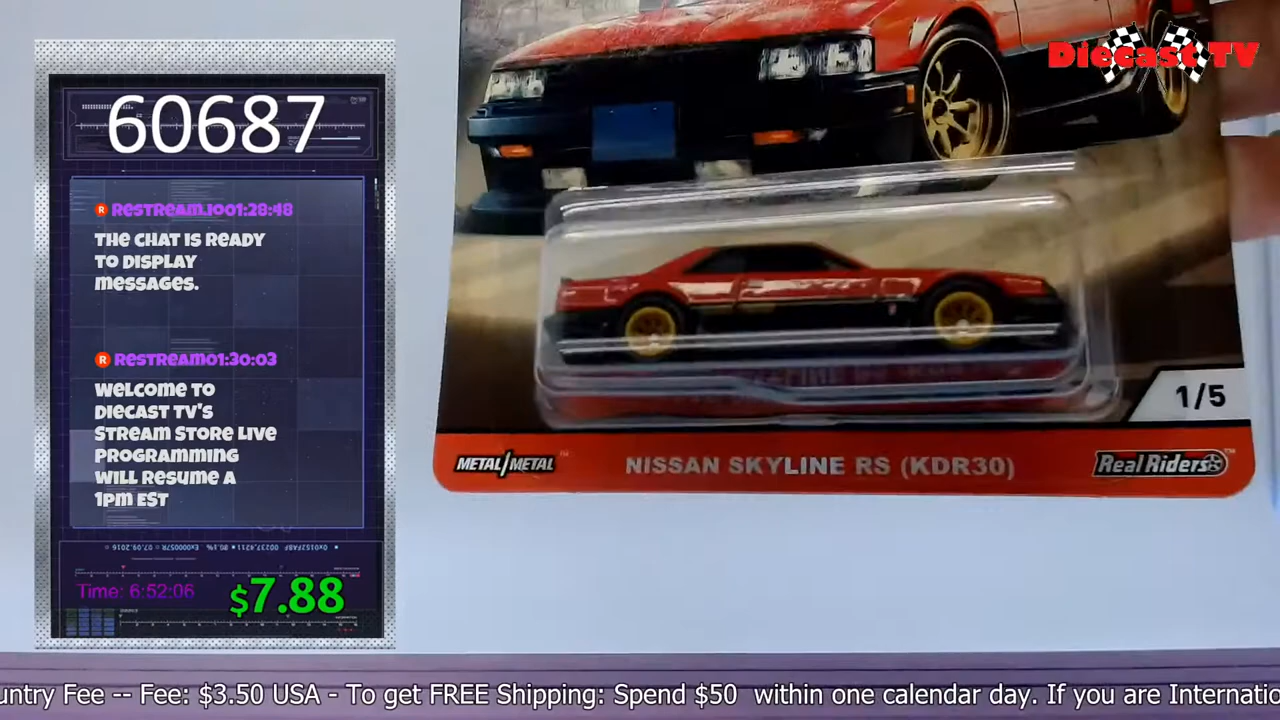 60687
Restream.io01:28:48
The chat is ready
to display
messages.
Restream01:30:03
Welcome to
Diecast TV's
Stream Store Live
programming
will resume a
1pm EST
Time: 6:52:06
$7.88
Diecast TV
1/5
METAL/METAL™
NISSAN SKYLINE RS (KDR30)
Real Riders™
untry Fee -- Fee: $3.50 USA - To get FREE Shipping: Spend $50 within one calendar day. If you are Internatio